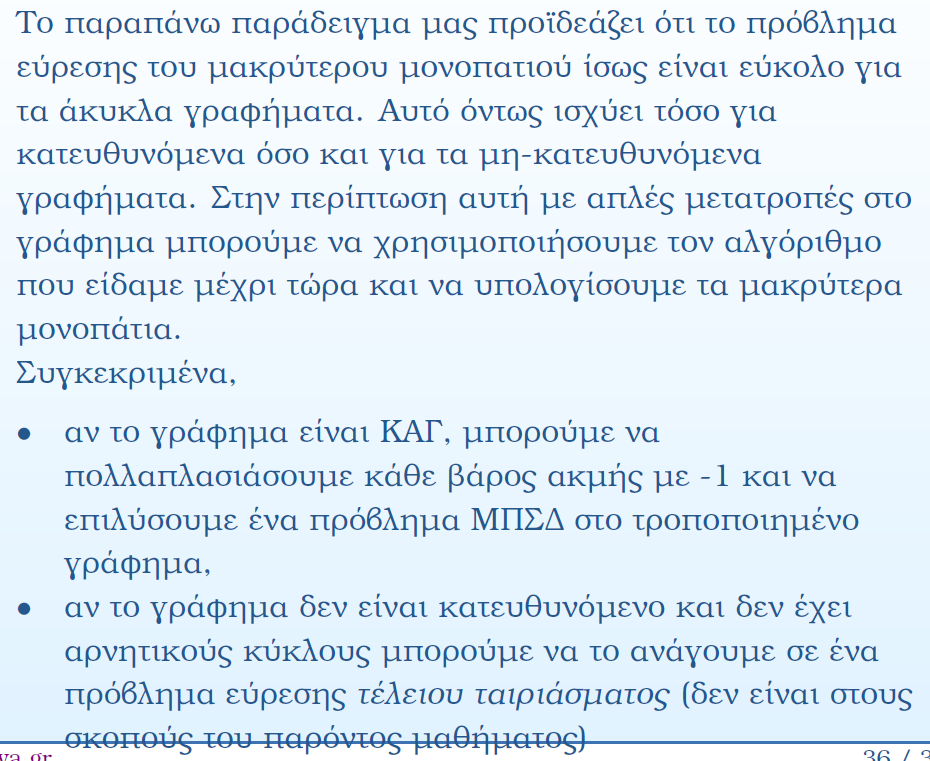 Το παραπάνω παράδειγμα μας προϊδεάζει ότι το πρόβλημα
εύρεσης του μακρύτερου μονοπατιού ίσως είναι εύκολο για
τα άκυκλα γραφήματα. Αυτό όντως ισχύει τόσο για
κατευθυνόμενα όσο και για τα μη-κατευθυνόμενα
γραφήματα. Στην περίπτωση αυτή με απλές μετατροπές στο
γράφημα μπορούμε να χρησιμοποιήσουμε τον αλγόριθμο
που είδαμε μέχρι τώρα και να υπολογίσουμε τα μακρύτερα
μονοπάτια.
Συγκεκριμένα,
• αν το γράφημα είναι ΚΑΓ, μπορούμε να
πολλαπλασιάσουμε κάθε βάρος ακμής με -1 και να
επιλύσουμε ένα πρόβλημα ΜΠΣΔ στο τροποποιημένο
γράφημα,
• αν το γράφημα δεν είναι κατευθυνόμενο και δεν έχει
αρνητικούς κύκλους μπορούμε να το ανάγουμε σε ένα
πρόβλημα εύρεσης τέλειου ταιριάσματος (δεν είναι στους
σκοπούς του παρόντος μαθήματος)
36 / 3